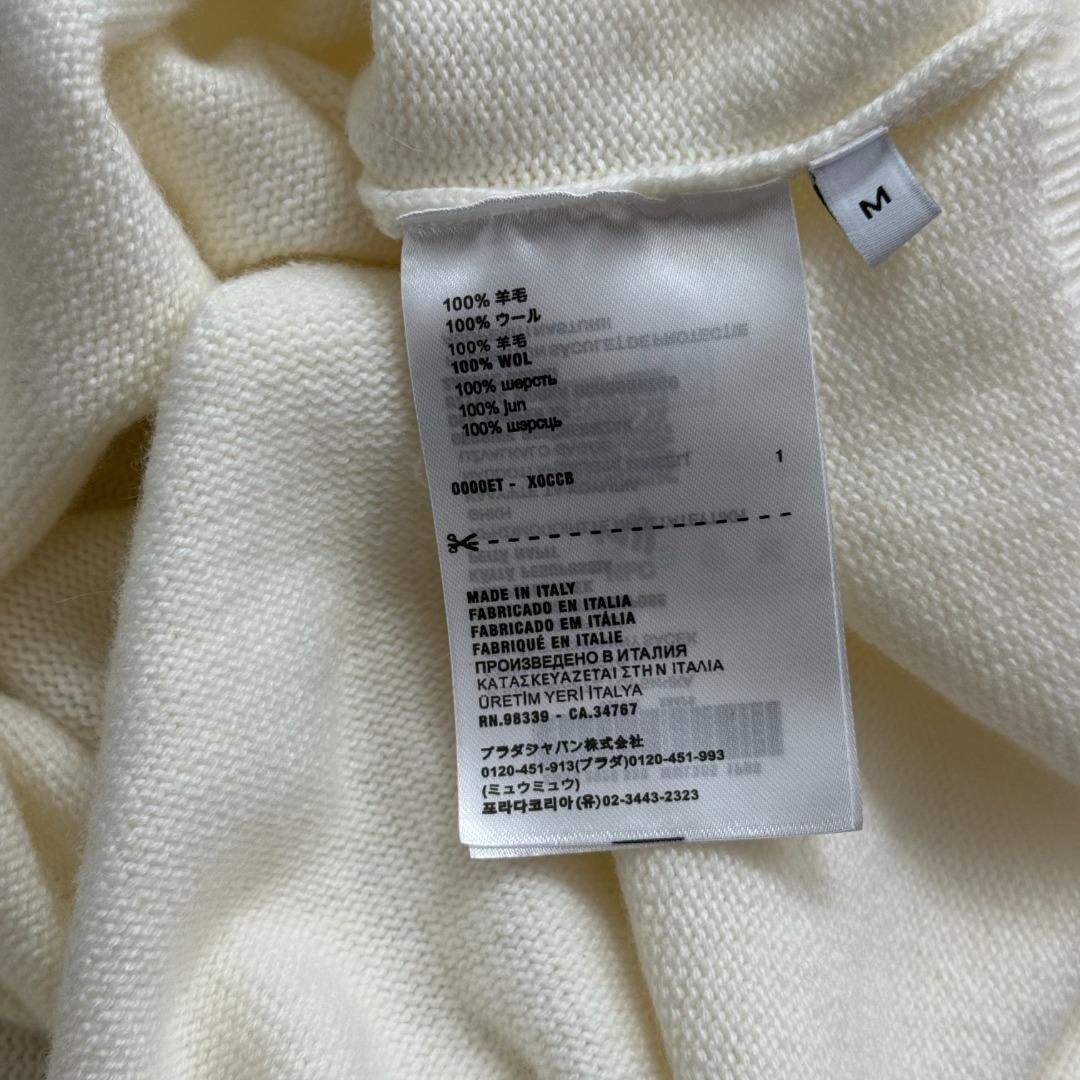 M
100% 羊毛
100% ウール
100% 羊毛
100% WOL
100% шерсть
100% jun
100% шэрсць
1
0000ET - X0CCB
MADE IN ITALY
FABRICADO EN ITALIA
FABRICADO EM ITÁLIA
FABRIQUÉ EN ITALIE
ПРОИЗВЕДЕНО В ИТАЛИЯ
ΚΑΤΑΣΚΕΥΑΖΕΤΑΙ ΣΤΗΝ ΙΤΑΛΙΑ
ÜRETİM YERİ İTALYA
RN.98339 - CA.34767
プラダジャパン株式会社
0120-451-913(プラダ)0120-451-993
(ミュウミュウ)
프라다코리아(유)02-3443-2323